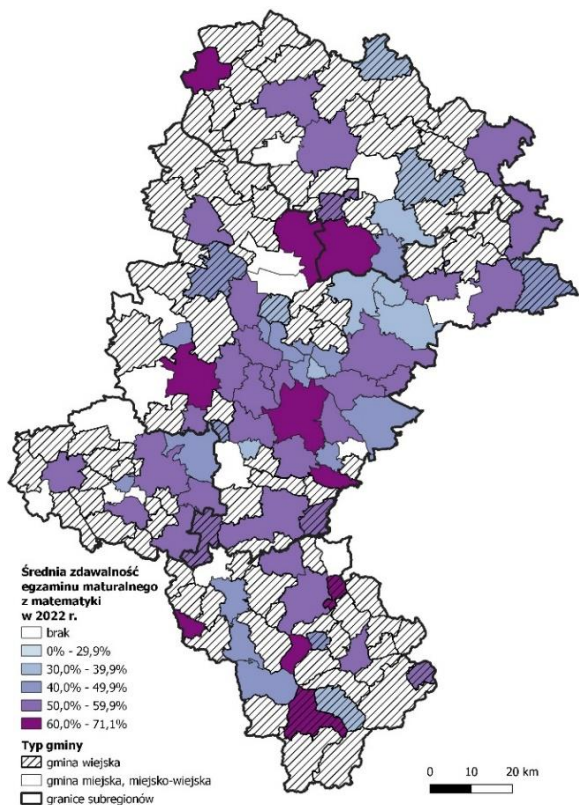 Średnia zdawalność
egzaminu maturalnego
z matematyki
w 2022 r.
brak
0% - 29,9%
30,0% - 39,9%
40,0% - 49,9%
50,0% - 59,9%
60,0% - 71,1%
Typ gminy
gmina wiejska
gmina miejska, miejsko-wiejska
granice subregionów
0 10 20 km